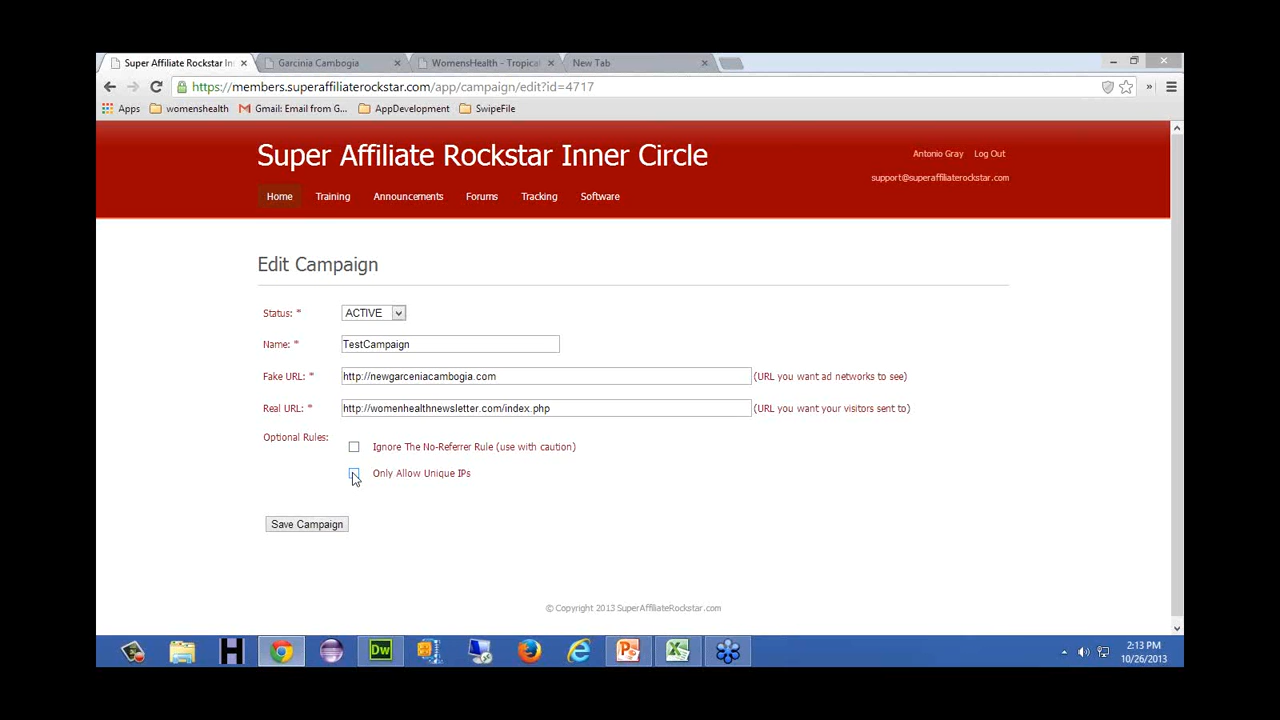 Super Affiliate Rockstar In
Garcinia Cambogia
WomensHealth - Tropical
New Tab
https://members.superaffiliaterockstar.com/app/campaign/edit?id=4717
Apps
womenshealth
Gmail: Email from G...
AppDevelopment
SwipeFile
Super Affiliate Rockstar Inner Circle
Antonio Gray Log Out
support@superaffiliaterockstar.com
Home Training Announcements Forums Tracking Software
Edit Campaign
Status: * ACTIVE
Name: * TestCampaign
Fake URL: * http://newgarceniacambogia.com (URL you want ad networks to see)
Real URL: * http://womenhealthnewsletter.com/index.php (URL you want your visitors sent to)
Optional Rules:
Ignore The No-Referrer Rule (use with caution)
Only Allow Unique IPs
Save Campaign
© Copyright 2013 SuperAffiliateRockstar.com
H
Dw
P
X
2:13 PM
10/26/2013